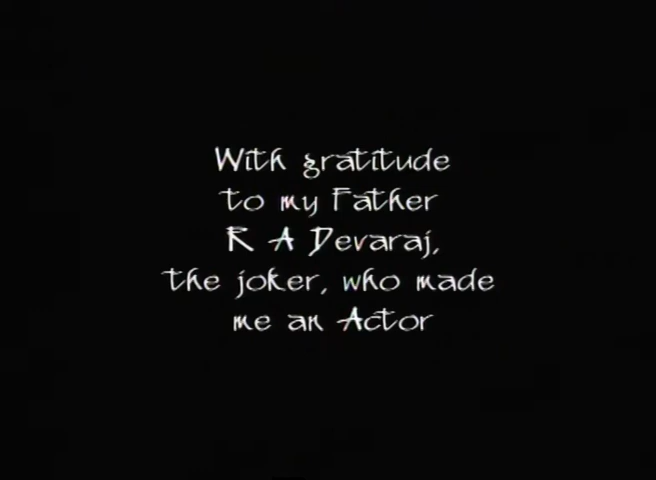 With gratitude
to my Father
R A Devaraj,
the joker, who made
me an Actor